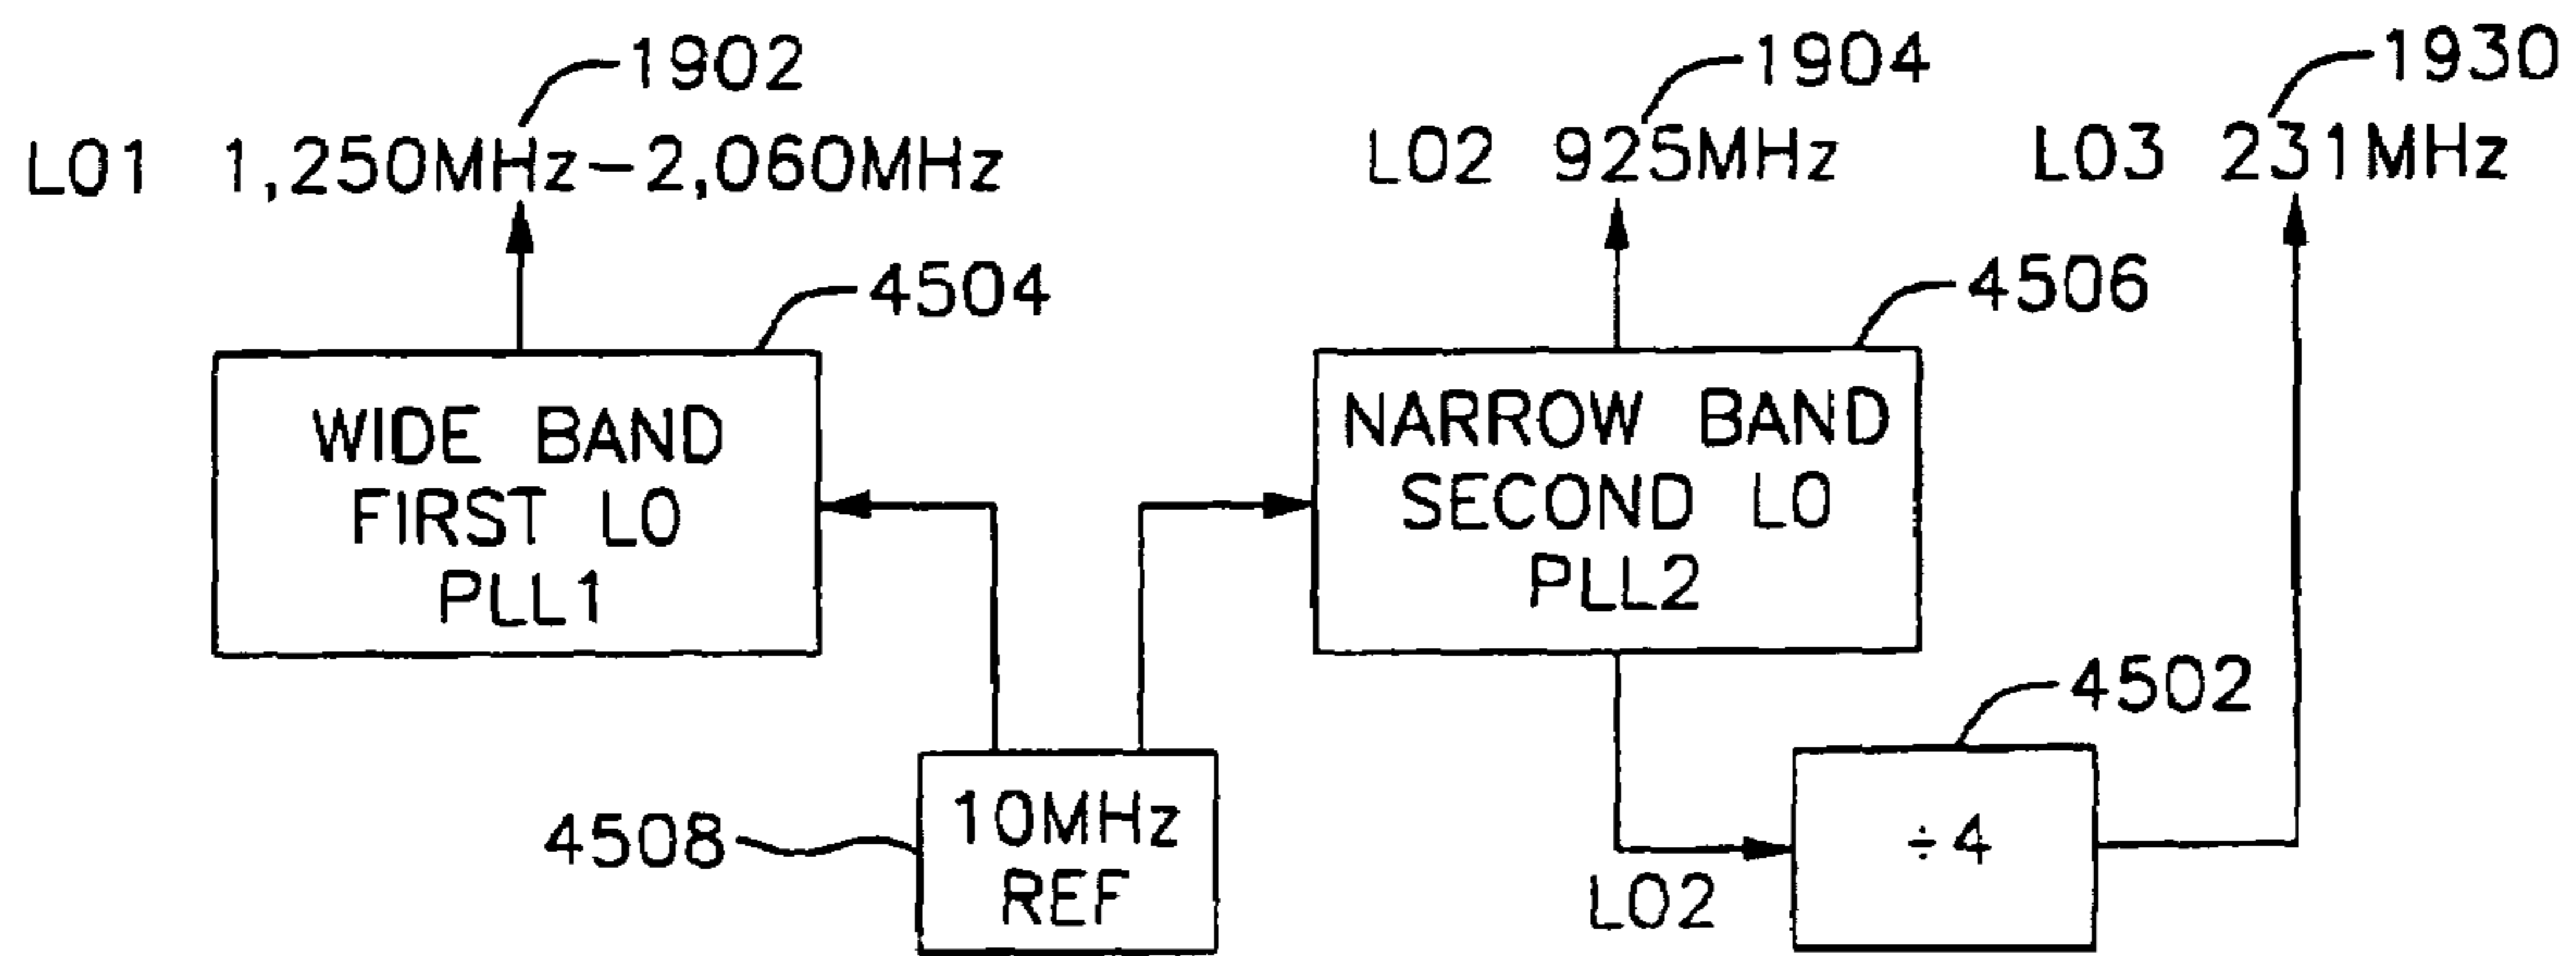 1902
1904
1930
LO1 1,250MHz-2,060MHz
LO2 925MHz
LO3 231MHz
4504
4506
WIDE BAND
FIRST LO
PLL1
NARROW BAND
SECOND LO
PLL2
4502
4508
10MHz
REF
LO2
÷4